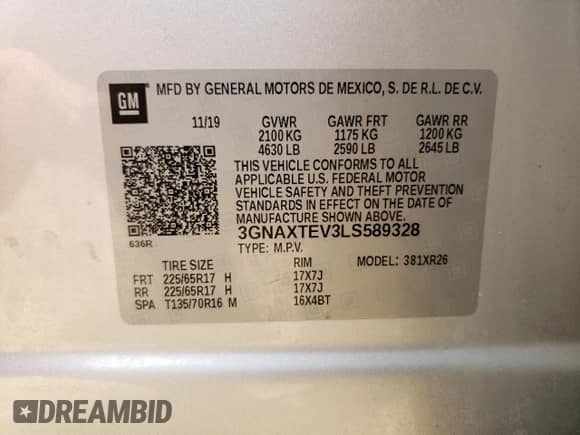 GM
MFD BY GENERAL MOTORS DE MEXICO, S. DE R.L. DE C.V.
11/19 GVWR GAWR FRT GAWR RR
2100 KG 1175 KG 1200 KG
4630 LB 2590 LB 2645 LB
THIS VEHICLE CONFORMS TO ALL
APPLICABLE U.S. FEDERAL MOTOR
VEHICLE SAFETY AND THEFT PREVENTION
STANDARDS IN EFFECT ON THE DATE OF
MANUFACTURE SHOWN ABOVE.
3GNAXTEV3LS589328
636R
TYPE: M.P.V.
TIRE SIZE RIM MODEL: 381XR26
FRT 225/65R17 H 17X7J
RR 225/65R17 H 17X7J
SPA T135/70R16 M 16X4BT
DREAMBID